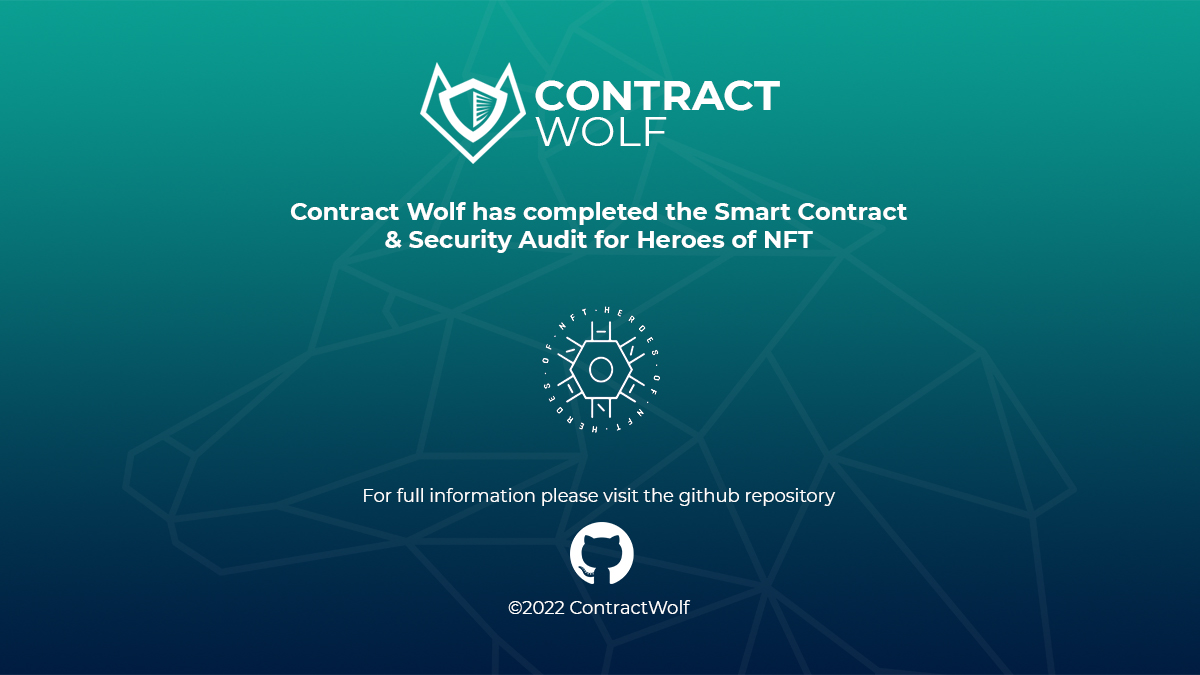 CONTRACT
WOLF
Contract Wolf has completed the Smart Contract
& Security Audit for Heroes of NFT
HEROES · OF · NFT · HEROES · OF · NFT ·
For full information please visit the github repository
©2022 ContractWolf